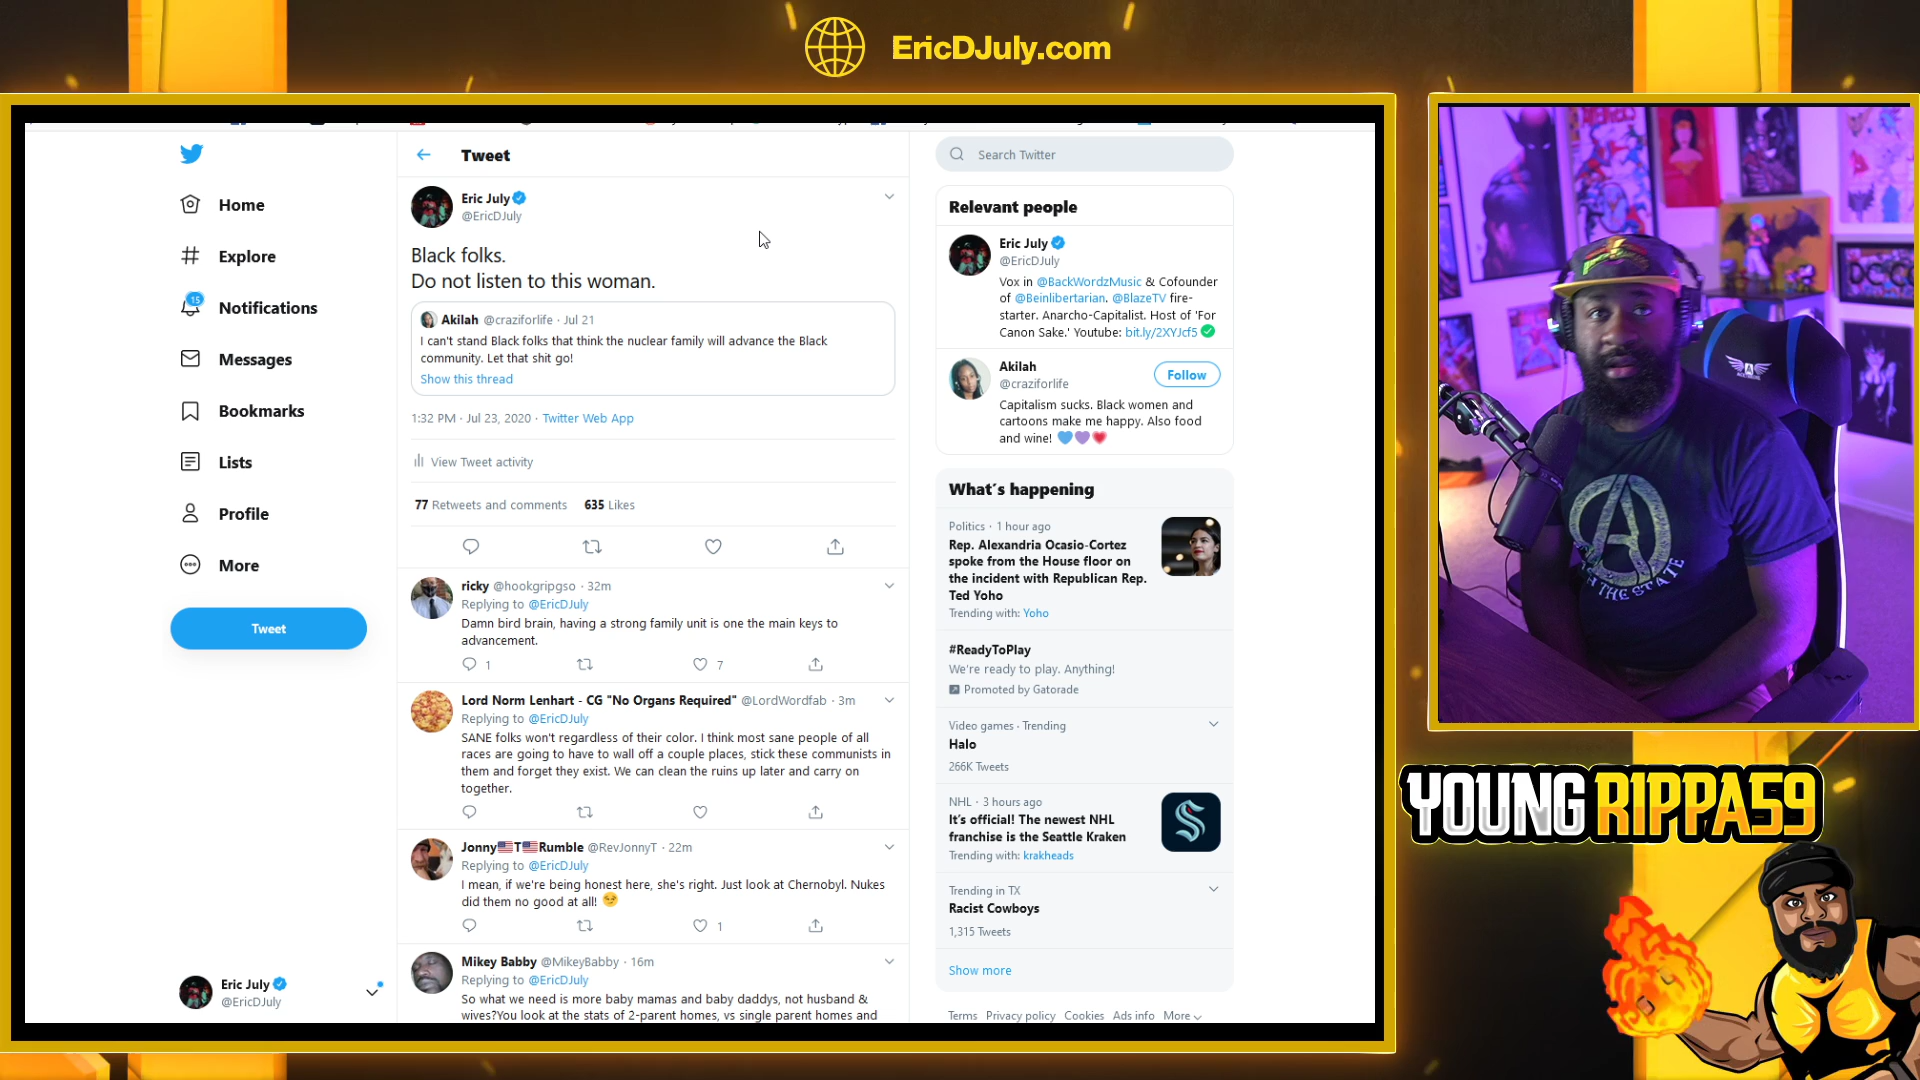 EricDJuly.com
Home
Explore
15
Notifications
Messages
Bookmarks
Lists
Profile
More
Tweet
Eric July
@EricDJuly
Tweet
Eric July
@EricDJuly
Black folks.
Do not listen to this woman.
Akilah @craziforlife · Jul 21
I can't stand Black folks that think the nuclear family will advance the Black
community. Let that shit go!
Show this thread
1:32 PM · Jul 23, 2020 · Twitter Web App
View Tweet activity
77 Retweets and comments 635 Likes
ricky @hookgripgso · 32m
Replying to @EricDJuly
Damn bird brain, having a strong family unit is one the main keys to
advancement.
1 7
Lord Norm Lenhart - CG "No Organs Required" @LordWordfab · 3m
Replying to @EricDJuly
SANE folks won't regardless of their color. I think most sane people of all
races are going to have to wall off a couple places, stick these communists in
them and forget they exist. We can clean the ruins up later and carry on
together.
Jonny🇺🇸T🇺🇸Rumble @RevJonnyT · 22m
Replying to @EricDJuly
I mean, if we're being honest here, she's right. Just look at Chernobyl. Nukes
did them no good at all! 😏
1
Mikey Babby @MikeyBabby · 16m
Replying to @EricDJuly
So what we need is more baby mamas and baby daddys, not husband &
wives?You look at the stats of 2-parent homes, vs single parent homes and
Search Twitter
Relevant people
Eric July
@EricDJuly
Vox in @BackWordzMusic & Cofounder
of @Beinlibertarian. @BlazeTV fire-
starter. Anarcho-Capitalist. Host of 'For
Canon Sake.' Youtube: bit.ly/2XYJcf5
Akilah
@craziforlife
Follow
Capitalism sucks. Black women and
cartoons make me happy. Also food
and wine! 💙💜❤️
What's happening
Politics · 1 hour ago
Rep. Alexandria Ocasio-Cortez
spoke from the House floor on
the incident with Republican Rep.
Ted Yoho
Trending with: Yoho
#ReadyToPlay
We're ready to play. Anything!
Promoted by Gatorade
Video games · Trending
Halo
266K Tweets
NHL · 3 hours ago
It's official! The newest NHL
franchise is the Seattle Kraken
Trending with: krakheads
Trending in TX
Racist Cowboys
1,315 Tweets
Show more
Terms Privacy policy Cookies Ads info More
THE STATE
YOUNG RIPPA59